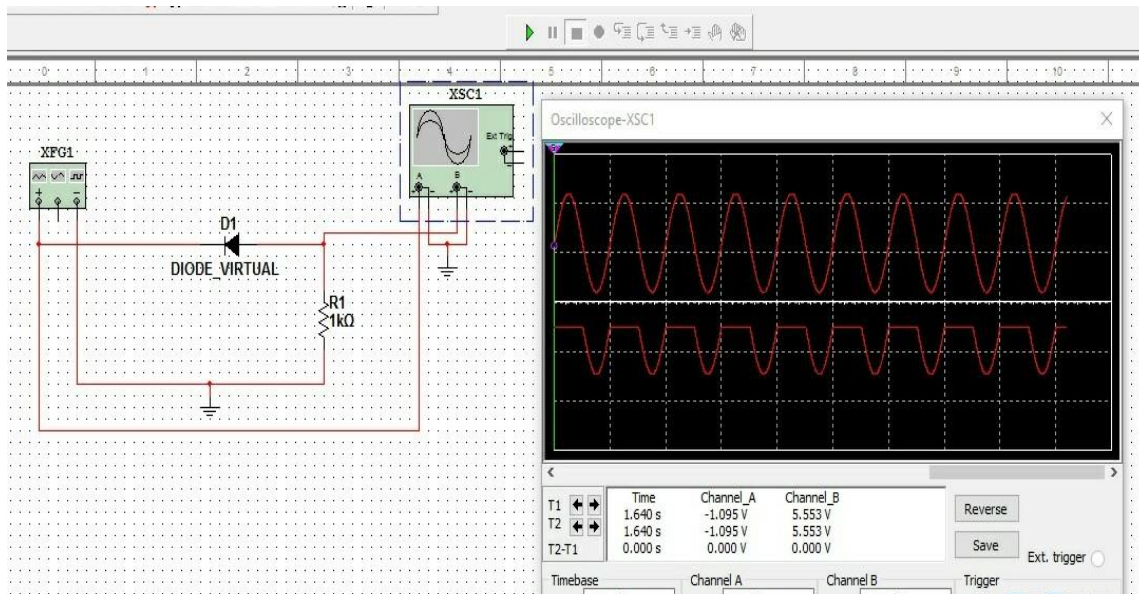 0 1 2 3 4 5 6 7 8 9 10
XSC1
Ext Trig
A B
XFG1
D1
DIODE_VIRTUAL
R1
1kΩ
Oscilloscope-XSC1
Time Channel_A Channel_B
T1 1.640 s -1.095 V 5.553 V
T2 1.640 s -1.095 V 5.553 V
T2-T1 0.000 s 0.000 V 0.000 V
Reverse
Save
Ext. trigger
Timebase Channel A Channel B Trigger